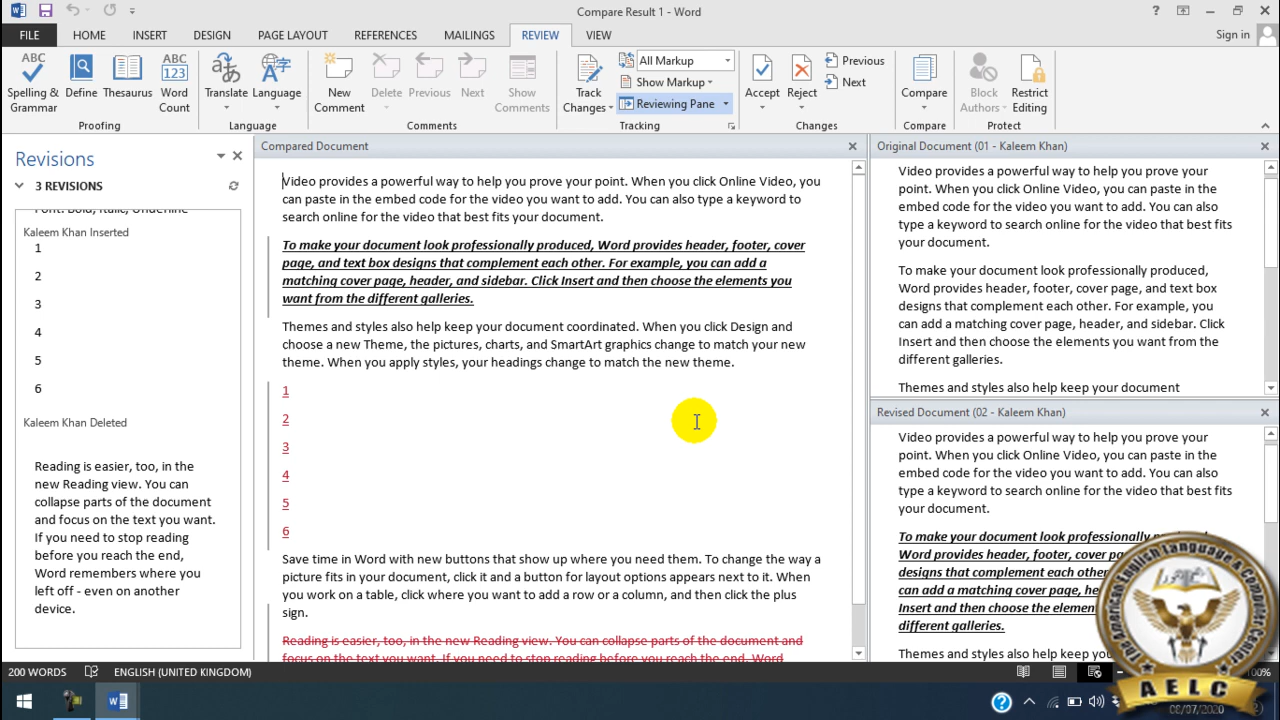 Compare Result 1 - Word
Sign in
FILE
HOME
INSERT
DESIGN
PAGE LAYOUT
REFERENCES
MAILINGS
REVIEW
VIEW
ABC
Spelling & Grammar
Define
Thesaurus
ABC
123
Word Count
Proofing
Translate
Language
Language
New Comment
Delete
Previous
Next
Show Comments
Comments
Track Changes
All Markup
Show Markup
Reviewing Pane
Tracking
Accept
Reject
Previous
Next
Changes
Compare
Compare
Block Authors
Restrict Editing
Protect
Revisions
3 REVISIONS
Font: Bold, Italic, Underline
Kaleem Khan Inserted
1
2
3
4
5
6
Kaleem Khan Deleted
Reading is easier, too, in the
new Reading view. You can
collapse parts of the document
and focus on the text you want.
If you need to stop reading
before you reach the end,
Word remembers where you
left off - even on another
device.
Compared Document
Video provides a powerful way to help you prove your point. When you click Online Video, you
can paste in the embed code for the video you want to add. You can also type a keyword to
search online for the video that best fits your document.
To make your document look professionally produced, Word provides header, footer, cover
page, and text box designs that complement each other. For example, you can add a
matching cover page, header, and sidebar. Click Insert and then choose the elements you
want from the different galleries.
Themes and styles also help keep your document coordinated. When you click Design and
choose a new Theme, the pictures, charts, and SmartArt graphics change to match your new
theme. When you apply styles, your headings change to match the new theme.
1
2
3
4
5
6
Save time in Word with new buttons that show up where you need them. To change the way a
picture fits in your document, click it and a button for layout options appears next to it. When
you work on a table, click where you want to add a row or a column, and then click the plus
sign.
Reading is easier, too, in the new Reading view. You can collapse parts of the document and
focus on the text you want. If you need to stop reading before you reach the end, Word
Original Document (01 - Kaleem Khan)
Video provides a powerful way to help you prove your
point. When you click Online Video, you can paste in the
embed code for the video you want to add. You can also
type a keyword to search online for the video that best fits
your document.
To make your document look professionally produced,
Word provides header, footer, cover page, and text box
designs that complement each other. For example, you
can add a matching cover page, header, and sidebar. Click
Insert and then choose the elements you want from the
different galleries.
Themes and styles also help keep your document
Revised Document (02 - Kaleem Khan)
Video provides a powerful way to help you prove your
point. When you click Online Video, you can paste in the
embed code for the video you want to add. You can also
type a keyword to search online for the video that best fits
your document.
To make your document look professionally
Word provides header, footer, cover
designs that complement each other
can add a matching cover page,
Insert and then choose the
different galleries.
Themes and styles also help keep your
200 WORDS
ENGLISH (UNITED KINGDOM)
100%
AELC